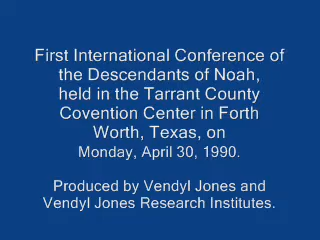 First International Conference of
the Descendants of Noah,
held in the Tarrant County
Covention Center in Forth
Worth, Texas, on
Monday, April 30, 1990.
Produced by Vendyl Jones and
Vendyl Jones Research Institutes.